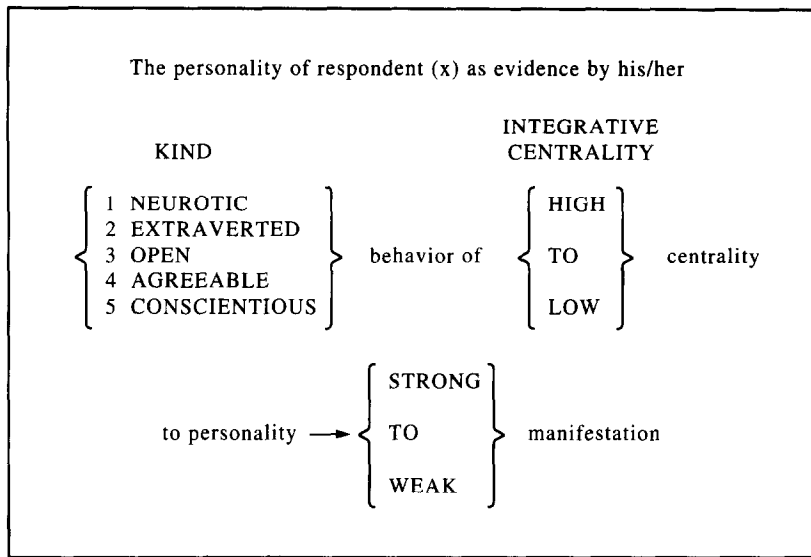 The personality of respondent (x) as evidence by his/her
KIND
1 NEUROTIC
2 EXTRAVERTED
3 OPEN
4 AGREEABLE
5 CONSCIENTIOUS
behavior of
INTEGRATIVE
CENTRALITY
HIGH
TO
LOW
centrality
to personality
STRONG
TO
WEAK
manifestation